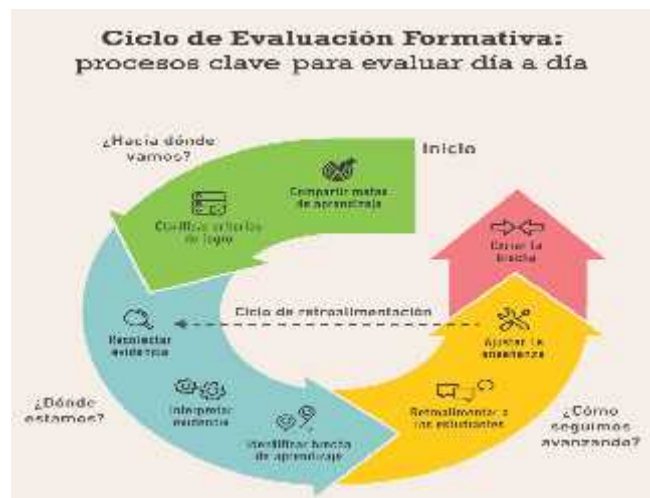 Ciclo de Evaluación Formativa:
procesos clave para evaluar día a día
¿Hacia dónde
vamos?
Inicio
Compartir metas
de aprendizaje
Clarificar criterios
de logro
Cerrar la
brecha
Ciclo de retroalimentación
Recolectar
evidencia
Ajustar la
enseñanza
¿Dónde
estamos?
Interpretar
evidencia
Identificar brecha
de aprendizaje
Retroalimentar a
los estudiantes
¿Cómo
seguimos
avanzando?